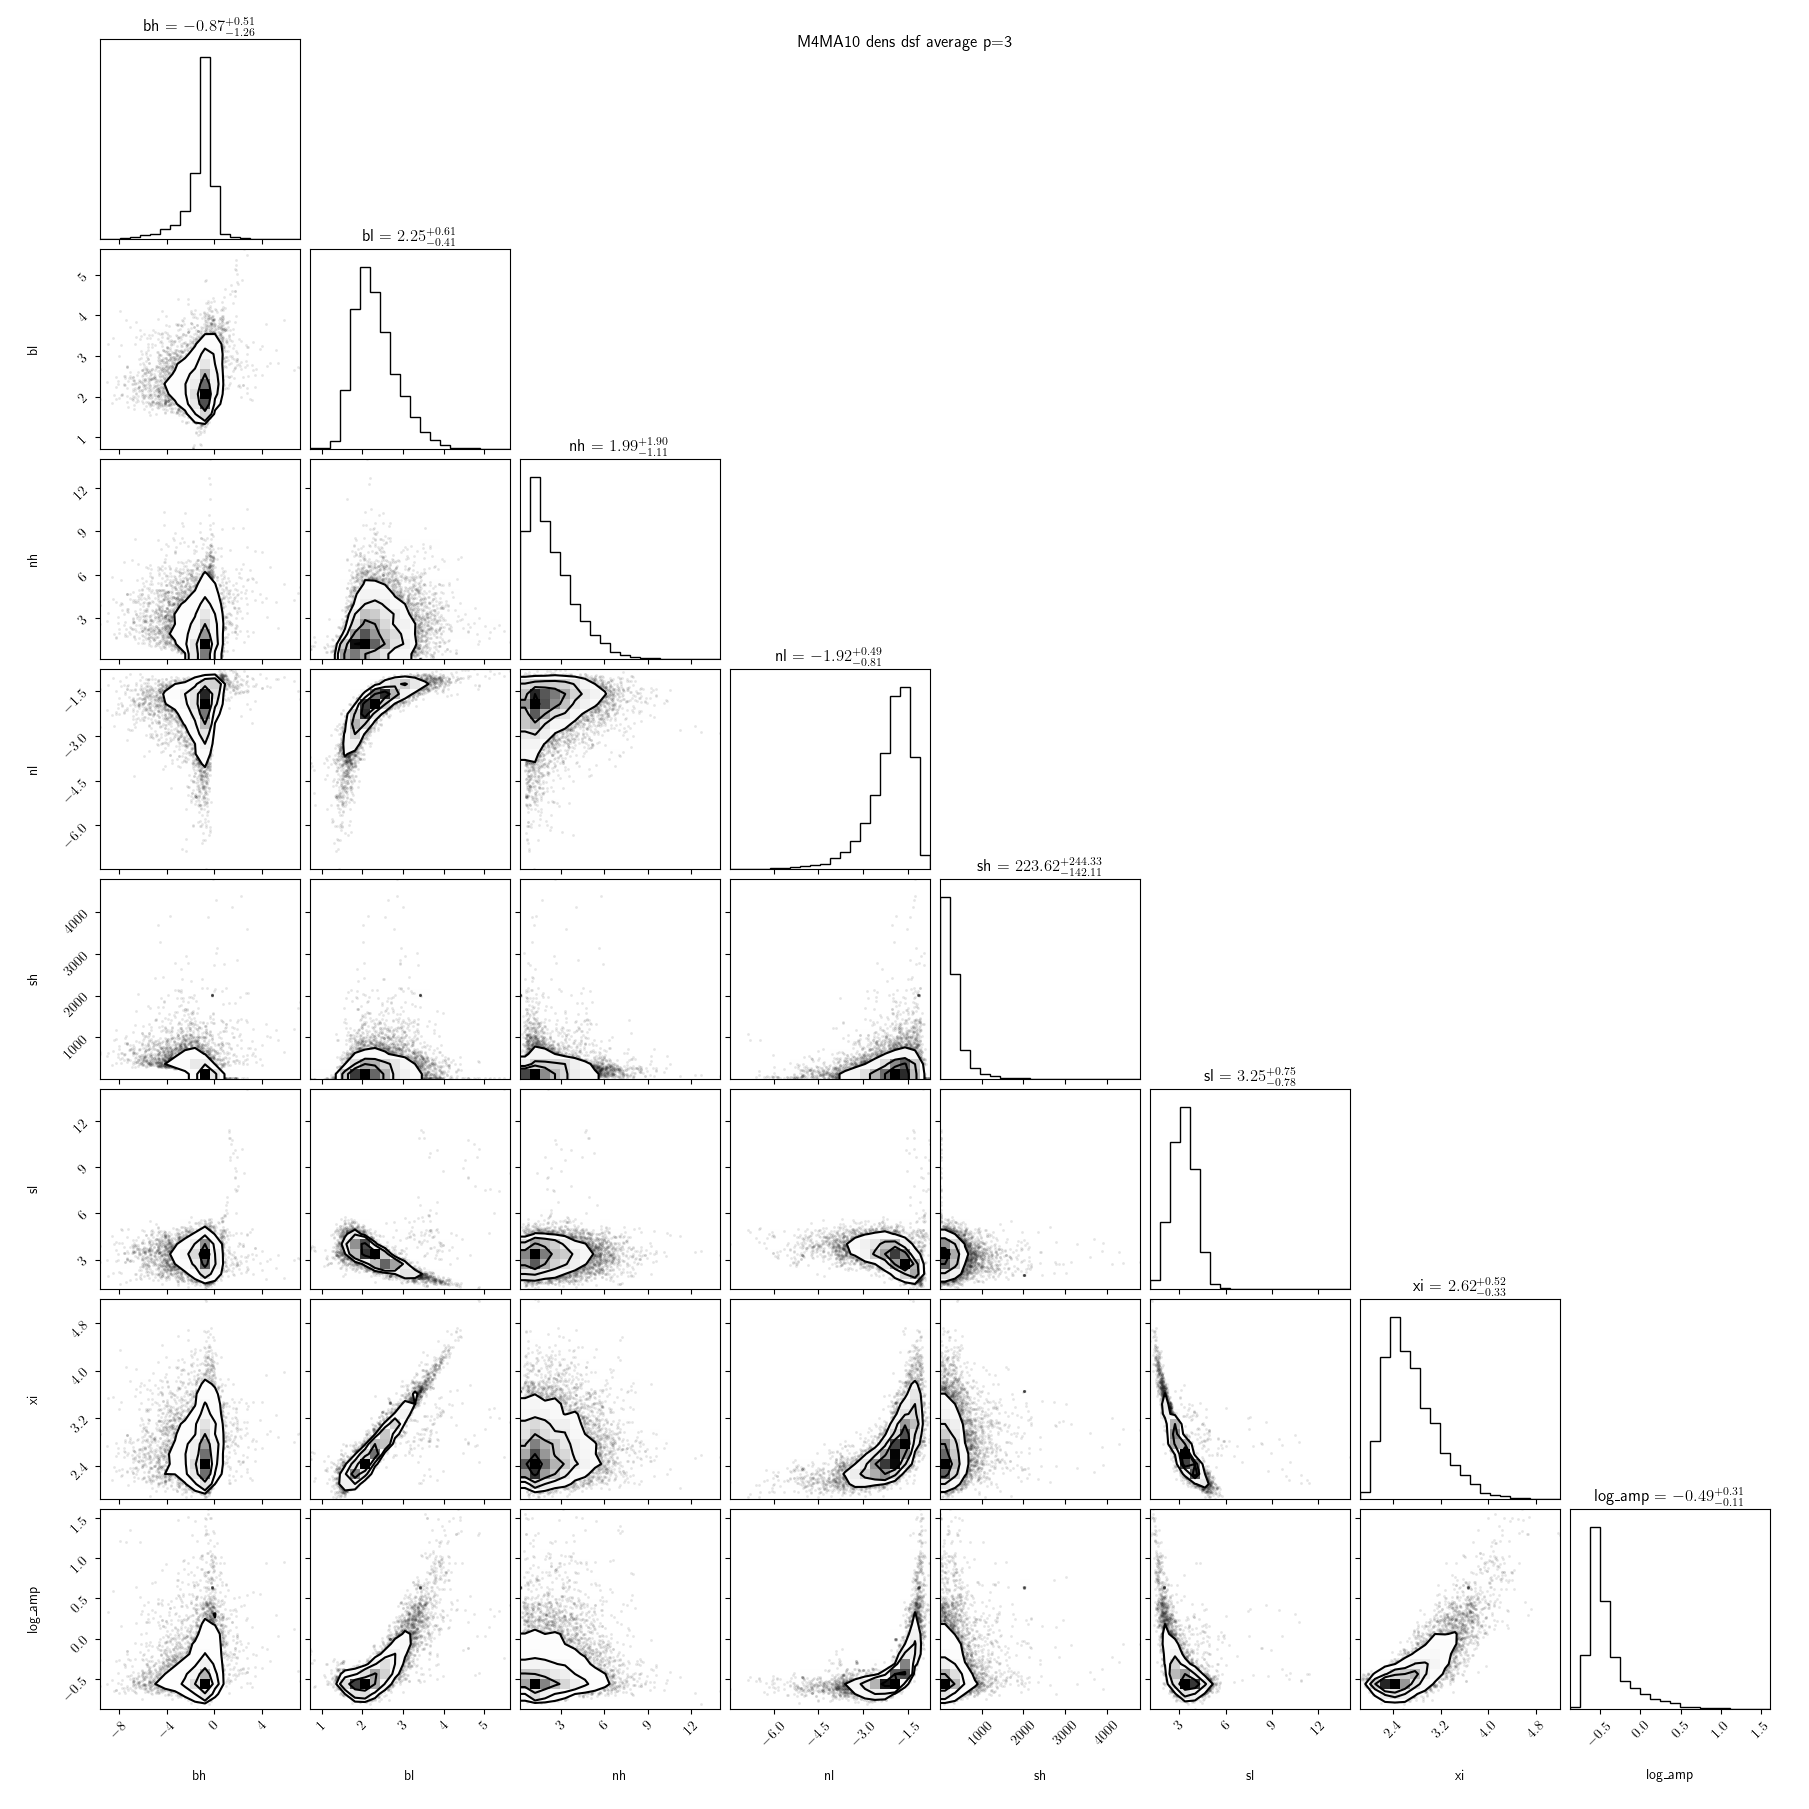 M4MA10 dens dsf average p=3
bh = −0.87 +0.51 −1.26
bl = 2.25 +0.61 −0.41
nh = 1.99 +1.90 −1.11
nl = −1.92 +0.49 −0.81
sh = 223.62 +244.33 −142.11
sl = 3.25 +0.75 −0.78
xi = 2.62 +0.52 −0.33
log_amp = −0.49 +0.31 −0.11
bl
5
4
3
2
1
nh
12
9
6
3
nl
−1.5
−3.0
−4.5
−6.0
sh
4000
3000
2000
1000
sl
12
9
6
3
xi
4.8
4.0
3.2
2.4
log_amp
1.5
1.0
0.5
0.0
−0.5
−8 −4 0 4
1 2 3 4 5
3 6 9 12
−6.0 −4.5 −3.0 −1.5
1000 2000 3000 4000
3 6 9 12
2.4 3.2 4.0 4.8
−0.5 0.0 0.5 1.0 1.5
bh bl nh nl sh sl xi log_amp